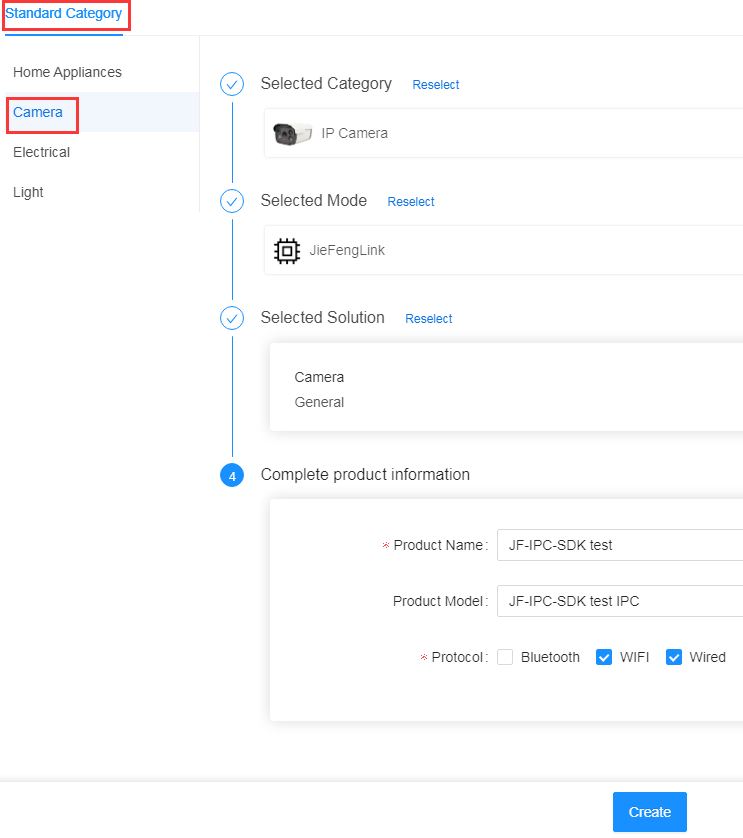 Standard Category
Home Appliances
Camera
Electrical
Light
Selected Category Reselect
IP Camera
Selected Mode Reselect
JieFengLink
Selected Solution Reselect
Camera
General
4 Complete product information
* Product Name: JF-IPC-SDK test
Product Model: JF-IPC-SDK test IPC
* Protocol: Bluetooth WIFI Wired
Create